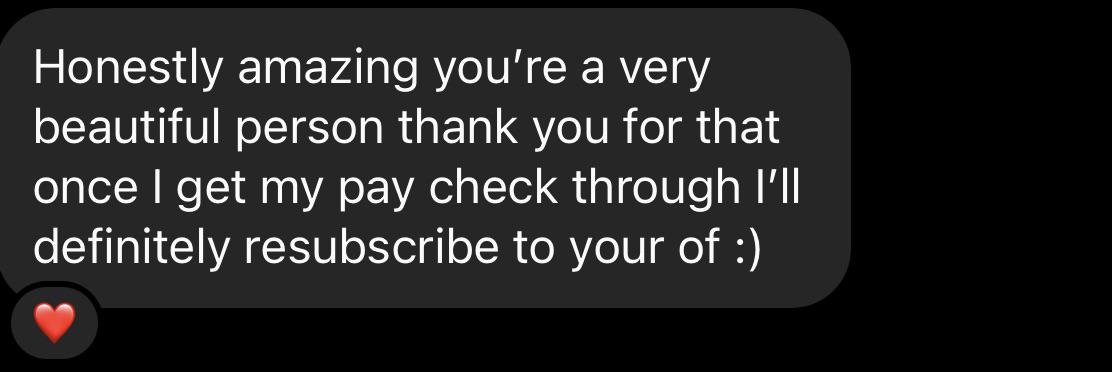 Honestly amazing you’re a very
beautiful person thank you for that
once I get my pay check through I’ll
definitely resubscribe to your of :)